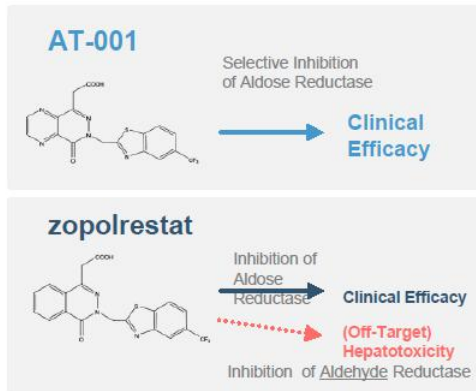 AT-001
Selective Inhibition
of Aldose Reductase
COOH
N
N
N
N
O
S
N
CF₃
Clinical
Efficacy
zopolrestat
Inhibition of
Aldose
Reductase
COOH
N
N
O
S
N
CF₃
Clinical Efficacy
(Off-Target)
Hepatotoxicity
Inhibition of Aldehyde Reductase